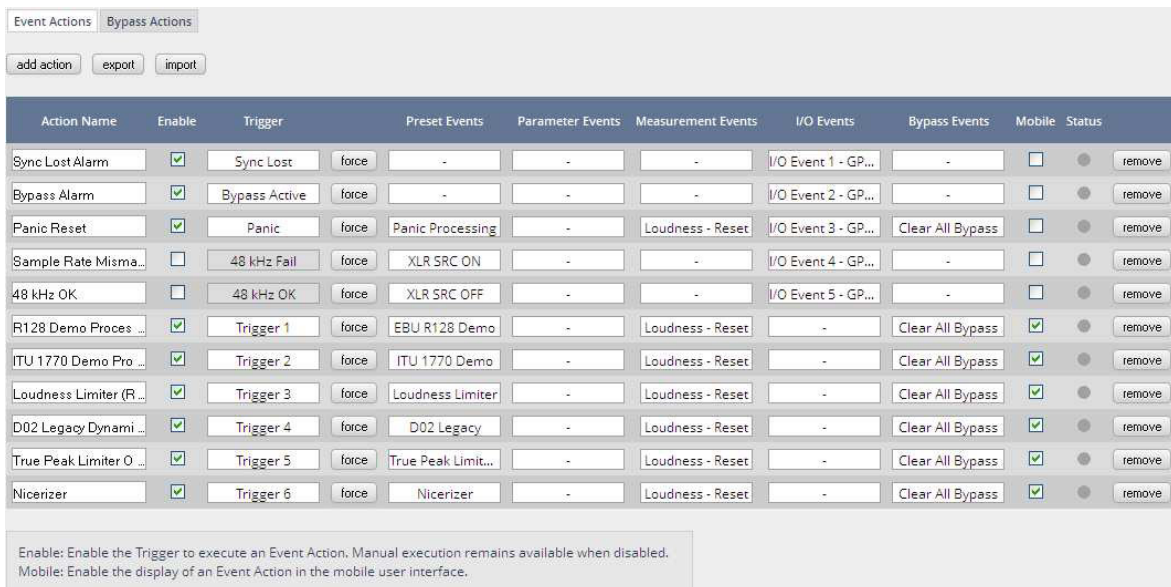 Event Actions Bypass Actions
add action export import
Action Name Enable Trigger Preset Events Parameter Events Measurement Events I/O Events Bypass Events Mobile Status
Sync Lost Alarm Sync Lost force - - - I/O Event 1 - GP... - remove
Bypass Alarm Bypass Active force - - - I/O Event 2 - GP... - remove
Panic Reset Panic force Panic Processing - Loudness - Reset I/O Event 3 - GP... Clear All Bypass remove
Sample Rate Misma... 48 kHz Fail force XLR SRC ON - - I/O Event 4 - GP... - remove
48 kHz OK 48 kHz OK force XLR SRC OFF - - I/O Event 5 - GP... - remove
R128 Demo Proces ... Trigger 1 force EBU R128 Demo - Loudness - Reset - Clear All Bypass remove
ITU 1770 Demo Pro ... Trigger 2 force ITU 1770 Demo - Loudness - Reset - Clear All Bypass remove
Loudness Limiter (R ... Trigger 3 force Loudness Limiter - Loudness - Reset - Clear All Bypass remove
D02 Legacy Dynami ... Trigger 4 force D02 Legacy - Loudness - Reset - Clear All Bypass remove
True Peak Limiter O ... Trigger 5 force True Peak Limit... - Loudness - Reset - Clear All Bypass remove
Nicerizer Trigger 6 force Nicerizer - Loudness - Reset - Clear All Bypass remove
Enable: Enable the Trigger to execute an Event Action. Manual execution remains available when disabled.
Mobile: Enable the display of an Event Action in the mobile user interface.